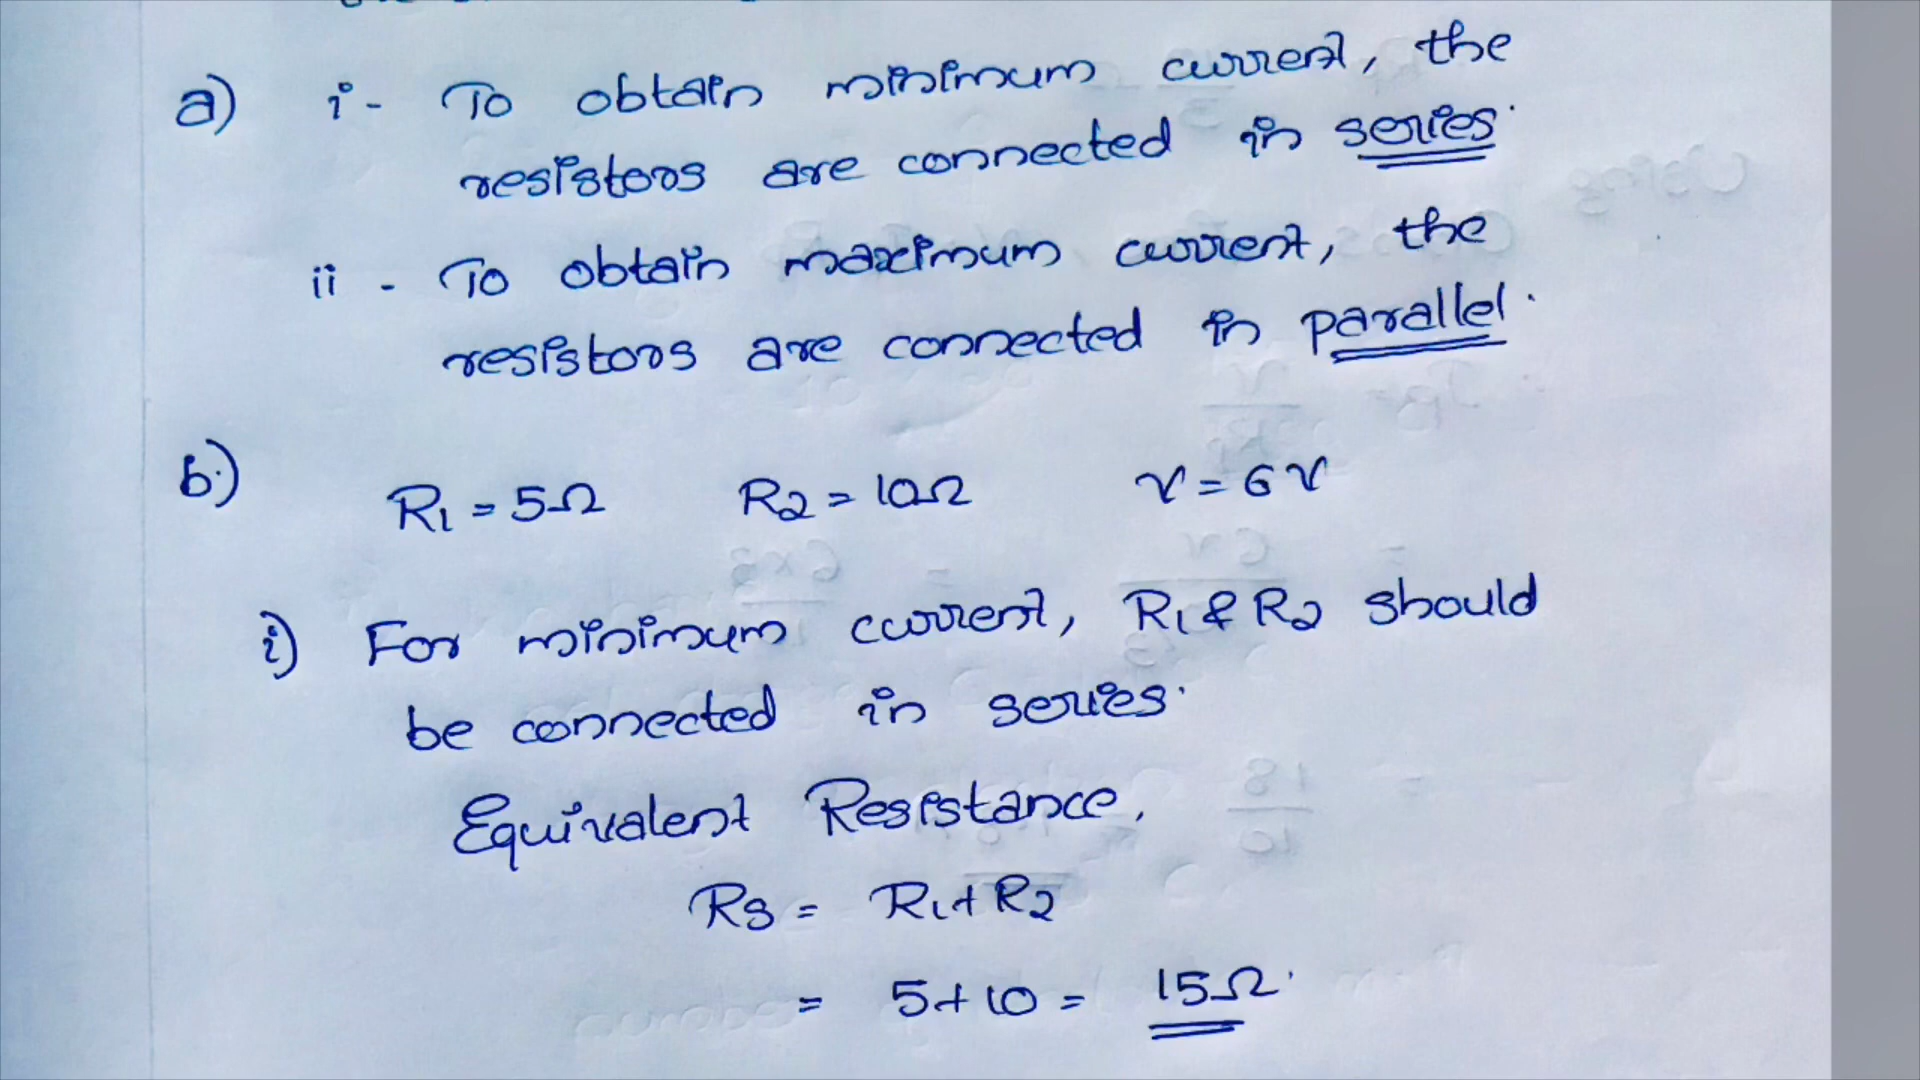 a) i - To obtain minimum current, the
resistors are connected in series.
ii - To obtain maximum current, the
resistors are connected in parallel.
b.) R1 = 5Ω R2 = 10Ω V = 6V
i) For minimum current, R1 & R2 should
be connected in series.
Equivalent Resistance,
Rs = R1 + R2
= 5 + 10 = 15Ω.